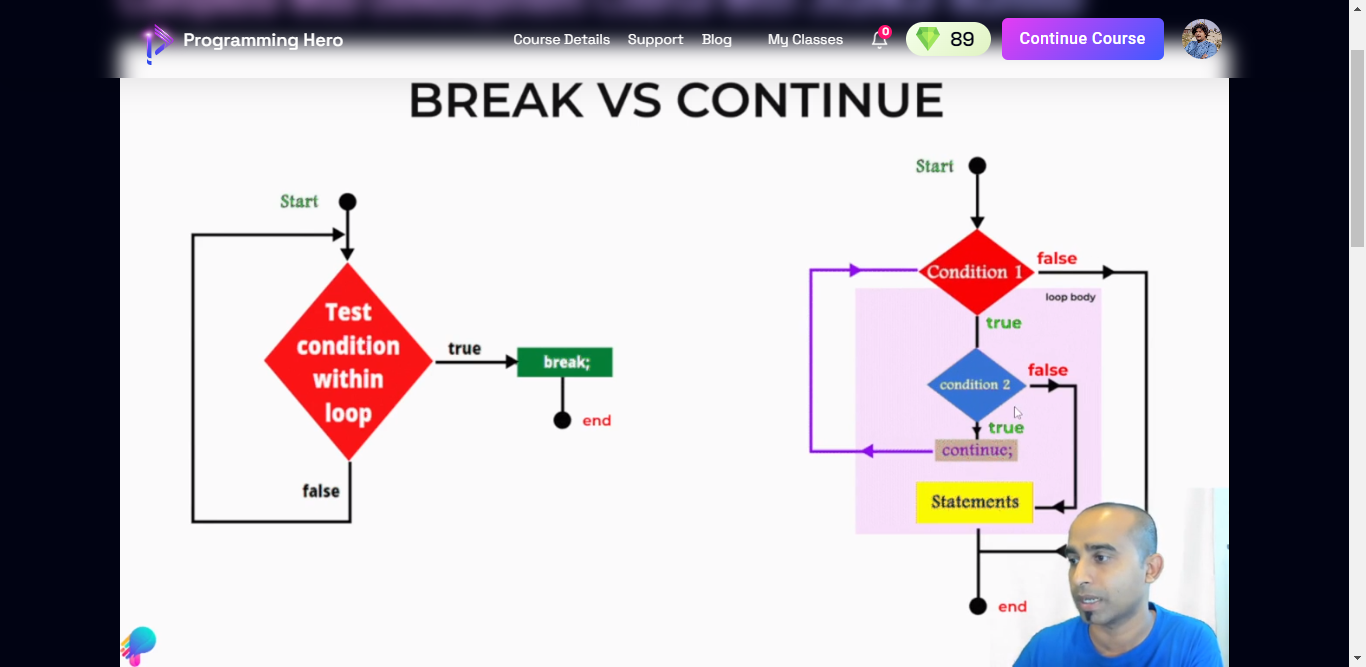 Programming Hero
Course Details
Support
Blog
My Classes
0
89
Continue Course
BREAK VS CONTINUE
Start
Test
condition
within
loop
true
break;
end
false
Start
Condition 1
false
loop body
true
condition 2
false
true
continue;
Statements
end